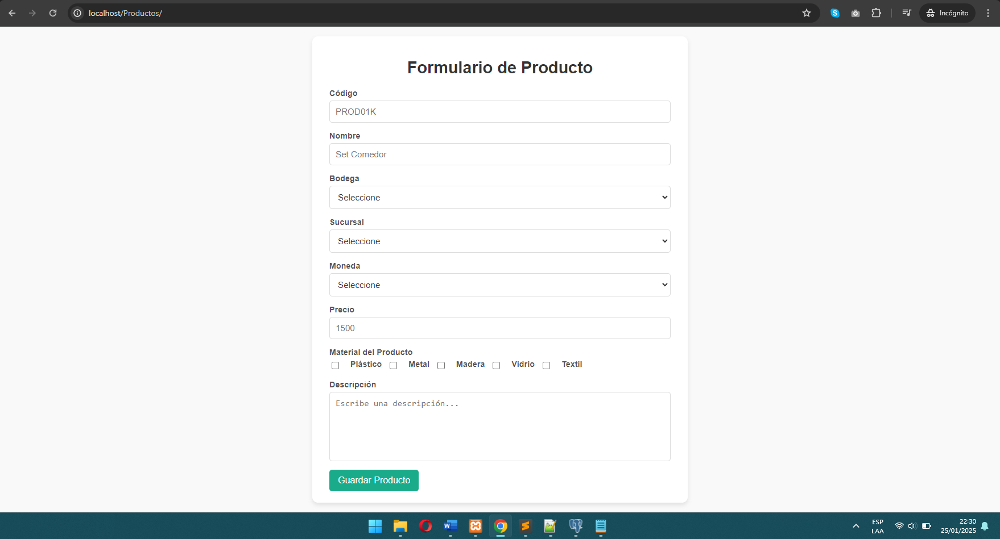 localhost/Productos/
Incógnito
Formulario de Producto
Código
PROD01K
Nombre
Set Comedor
Bodega
Seleccione
Sucursal
Seleccione
Moneda
Seleccione
Precio
1500
Material del Producto
Plástico Metal Madera Vidrio Textil
Descripción
Escribe una descripción...
Guardar Producto
ESP
LAA
22:30
25/01/2025